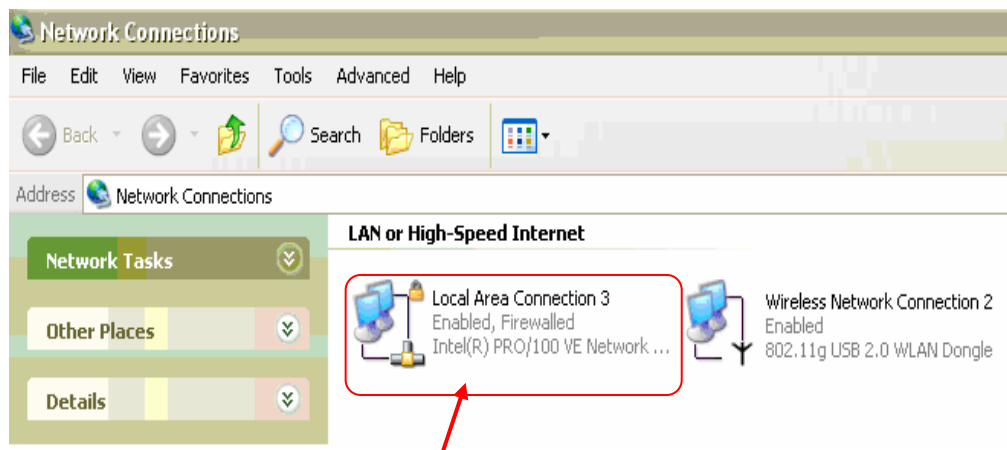 Network Connections
File Edit View Favorites Tools Advanced Help
Back Search Folders
Address Network Connections
LAN or High-Speed Internet
Network Tasks
Other Places
Details
Local Area Connection 3
Enabled, Firewalled
Intel(R) PRO/100 VE Network ...
Wireless Network Connection 2
Enabled
802.11g USB 2.0 WLAN Dongle